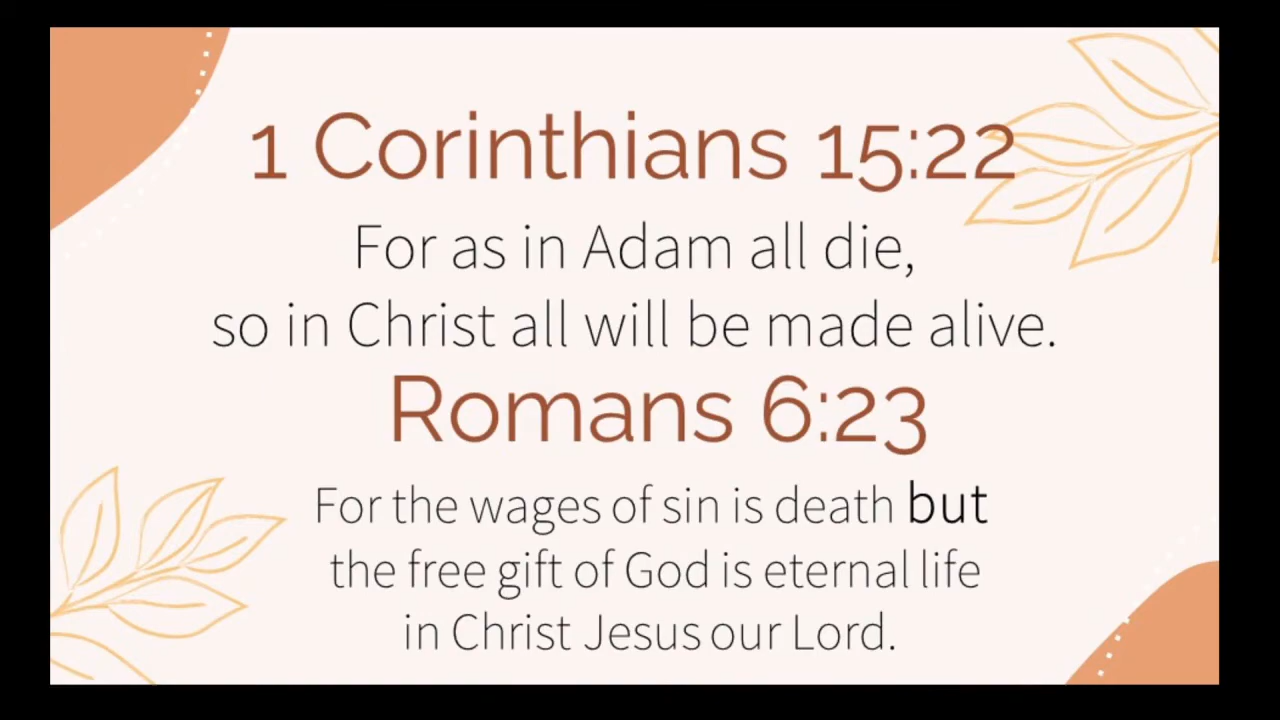 1 Corinthians 15:22
For as in Adam all die,
so in Christ all will be made alive.
Romans 6:23
For the wages of sin is death but
the free gift of God is eternal life
in Christ Jesus our Lord.